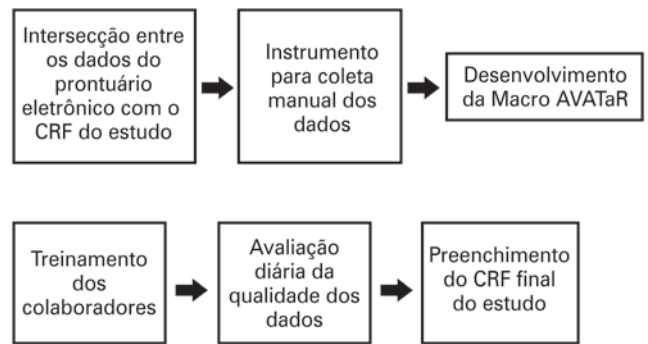 Intersecção entre
os dados do
prontuário
eletrônico com o
CRF do estudo
Instrumento
para coleta
manual dos
dados
Desenvolvimento
da Macro AVATaR
Treinamento
dos
colaboradores
Avaliação
diária da
qualidade dos
dados
Preenchimento
do CRF final
do estudo